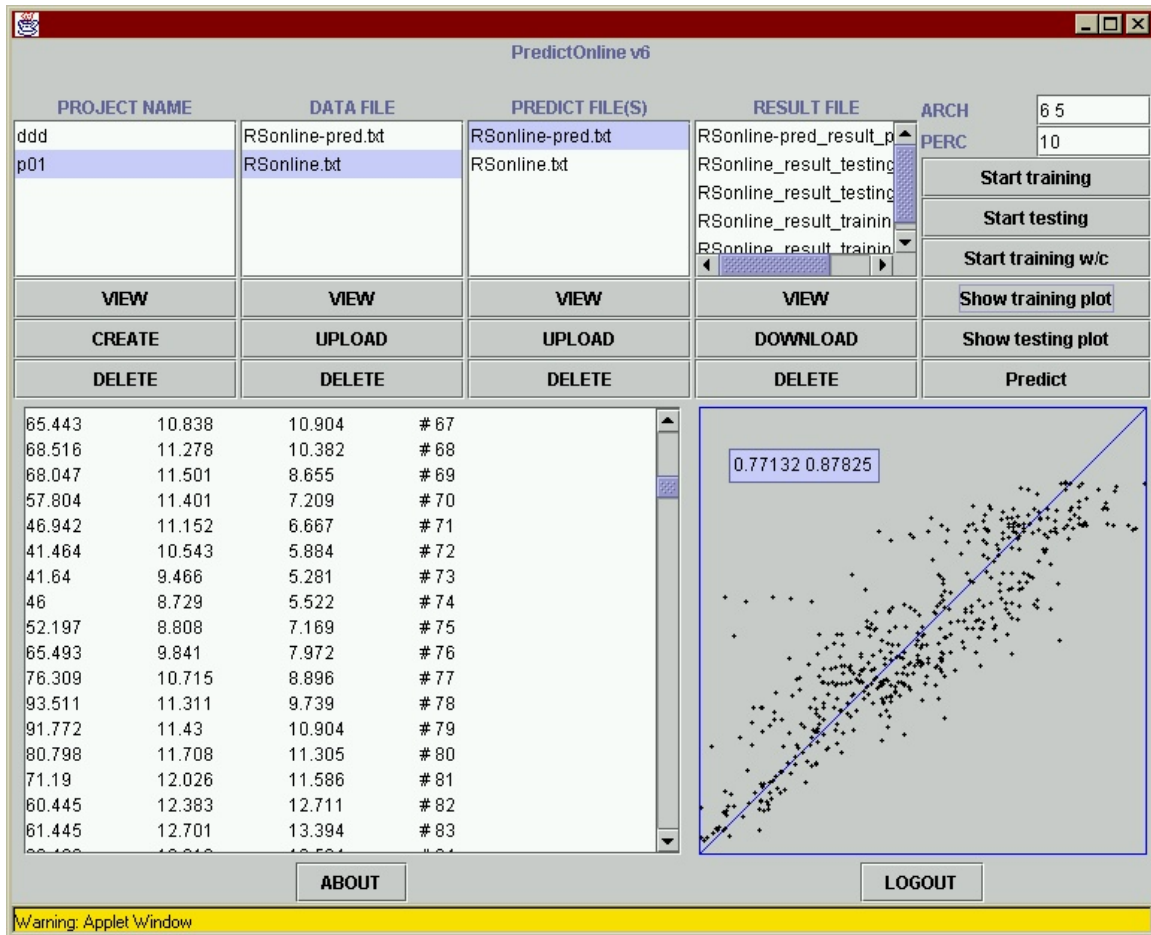 PredictOnline v6
PROJECT NAME DATA FILE PREDICT FILE(S) RESULT FILE ARCH 6 5
PERC 10
ddd RSonline-pred.txt RSonline-pred.txt RSonline-pred_result_p
p01 RSonline.txt RSonline.txt RSonline_result_testing
RSonline_result_testing
RSonline_result_trainin
RSonline_result_trainin
Start training
Start testing
Start training w/c
VIEW VIEW VIEW VIEW Show training plot
CREATE UPLOAD UPLOAD DOWNLOAD Show testing plot
DELETE DELETE DELETE DELETE Predict
65.443 10.838 10.904 # 67
68.516 11.278 10.382 # 68
68.047 11.501 8.655 # 69
57.804 11.401 7.209 # 70
46.942 11.152 6.667 # 71
41.464 10.543 5.884 # 72
41.64 9.466 5.281 # 73
46 8.729 5.522 # 74
52.197 8.808 7.169 # 75
65.493 9.841 7.972 # 76
76.309 10.715 8.896 # 77
93.511 11.311 9.739 # 78
91.772 11.43 10.904 # 79
80.798 11.708 11.305 # 80
71.19 12.026 11.586 # 81
60.445 12.383 12.711 # 82
61.445 12.701 13.394 # 83
0.77132 0.87825
ABOUT LOGOUT
Warning: Applet Window